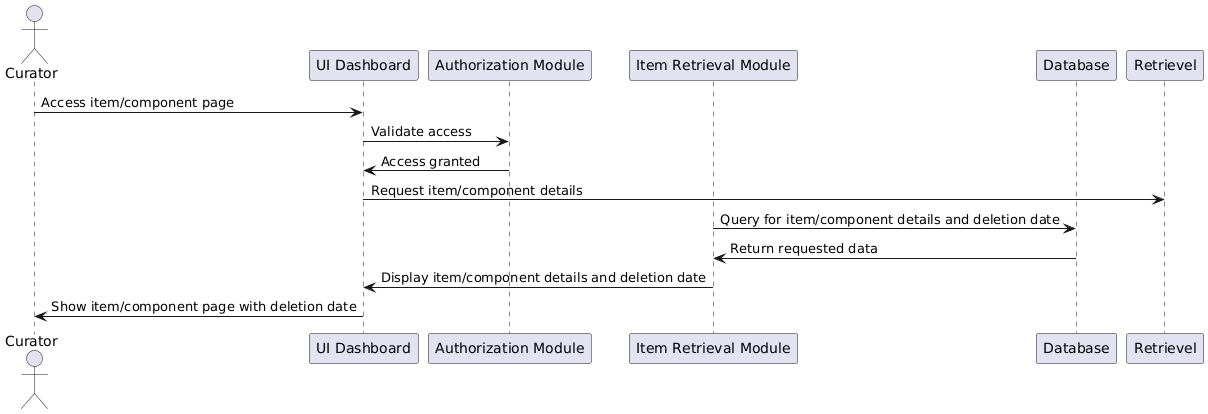 Curator
UI Dashboard
Authorization Module
Item Retrieval Module
Database
Retrievel
Access item/component page
Validate access
Access granted
Request item/component details
Query for item/component details and deletion date
Return requested data
Display item/component details and deletion date
Show item/component page with deletion date
Curator
UI Dashboard
Authorization Module
Item Retrieval Module
Database
Retrievel